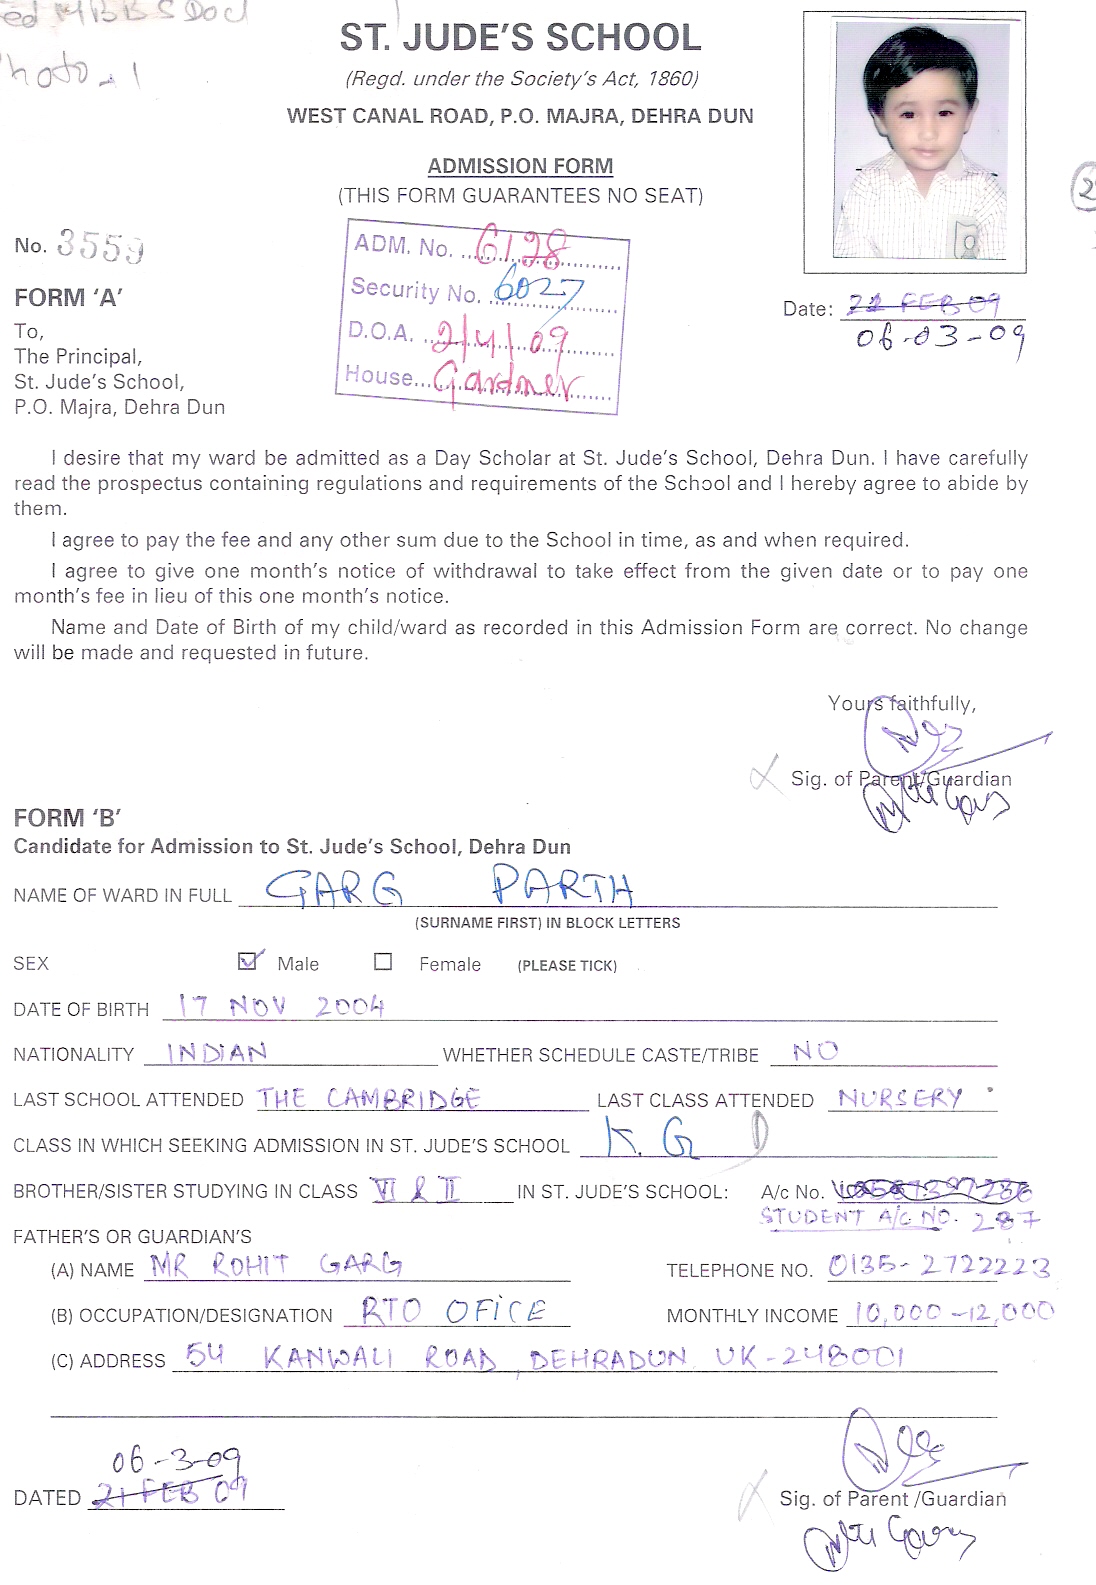 ed MBBS Docl
hoto - 1
ST. JUDE'S SCHOOL
(Regd. under the Society's Act, 1860)
WEST CANAL ROAD, P.O. MAJRA, DEHRA DUN
ADMISSION FORM
(THIS FORM GUARANTEES NO SEAT)
No. 3559
ADM. No. 6128
Security No. 6027
D.O.A. 2/4/09
House... Gardner
Date: 21 FEB 09
06-03-09
FORM 'A'
To,
The Principal,
St. Jude's School,
P.O. Majra, Dehra Dun
I desire that my ward be admitted as a Day Scholar at St. Jude's School, Dehra Dun. I have carefully
read the prospectus containing regulations and requirements of the School and I hereby agree to abide by
them.
I agree to pay the fee and any other sum due to the School in time, as and when required.
I agree to give one month's notice of withdrawal to take effect from the given date or to pay one
month's fee in lieu of this one month's notice.
Name and Date of Birth of my child/ward as recorded in this Admission Form are correct. No change
will be made and requested in future.
Yours faithfully,
Sig. of Parent/Guardian
FORM 'B'
Candidate for Admission to St. Jude's School, Dehra Dun
NAME OF WARD IN FULL GARG PARTH
(SURNAME FIRST) IN BLOCK LETTERS
SEX Male Female (PLEASE TICK)
DATE OF BIRTH 17 NOV 2004
NATIONALITY INDIAN WHETHER SCHEDULE CASTE/TRIBE NO
LAST SCHOOL ATTENDED THE CAMBRIDGE LAST CLASS ATTENDED NURSERY
CLASS IN WHICH SEEKING ADMISSION IN ST. JUDE'S SCHOOL K. G
BROTHER/SISTER STUDYING IN CLASS VI & II IN ST. JUDE'S SCHOOL: A/c No.
STUDENT A/C NO. 287
FATHER'S OR GUARDIAN'S
(A) NAME MR ROHIT GARG TELEPHONE NO. 0135-2722223
(B) OCCUPATION/DESIGNATION RTO OFICE MONTHLY INCOME 10,000-12,000
(C) ADDRESS 54 KANWALI ROAD, DEHRADUN UK-248001
06-3-09
DATED 21 FEB 09
Sig. of Parent /Guardian